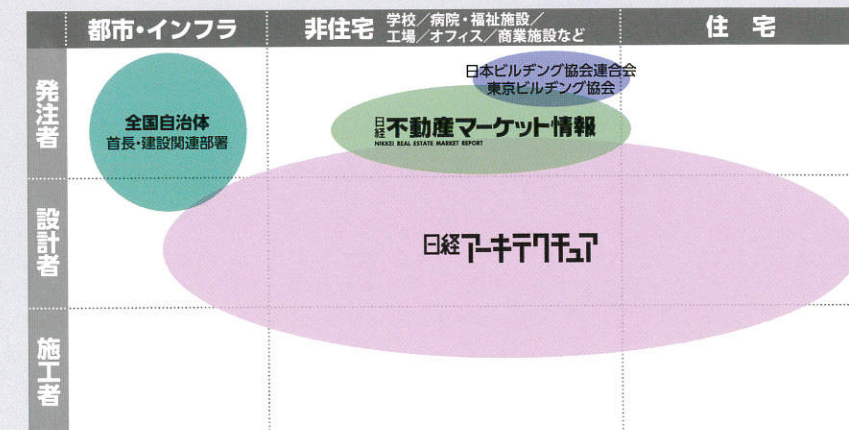 都市・インフラ
非住宅 学校／病院・福祉施設／
工場／オフィス／商業施設など
住 宅
発注者
日本ビルヂング協会連合会
東京ビルヂング協会
全国自治体
首長・建設関連部署
日経不動産マーケット情報
NIKKEI REAL ESTATE MARKET REPORT
設計者
日経アーキテクチュア
施工者